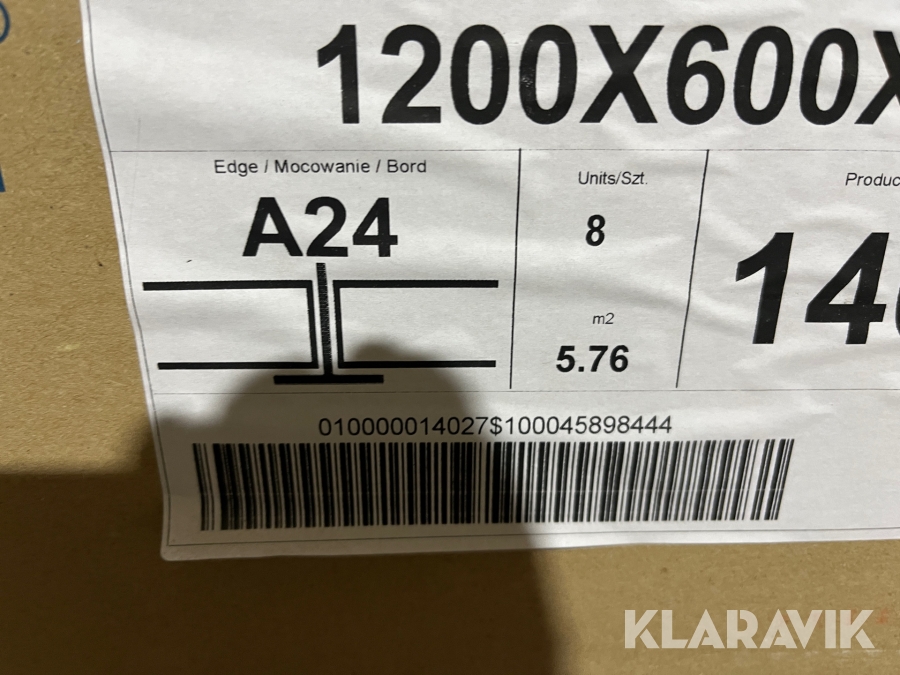 1200X600X
Edge / Mocowanie / Bord
A24
Units/Szt.
8
m2
5.76
010000014027$100045898444
KLARAVIK